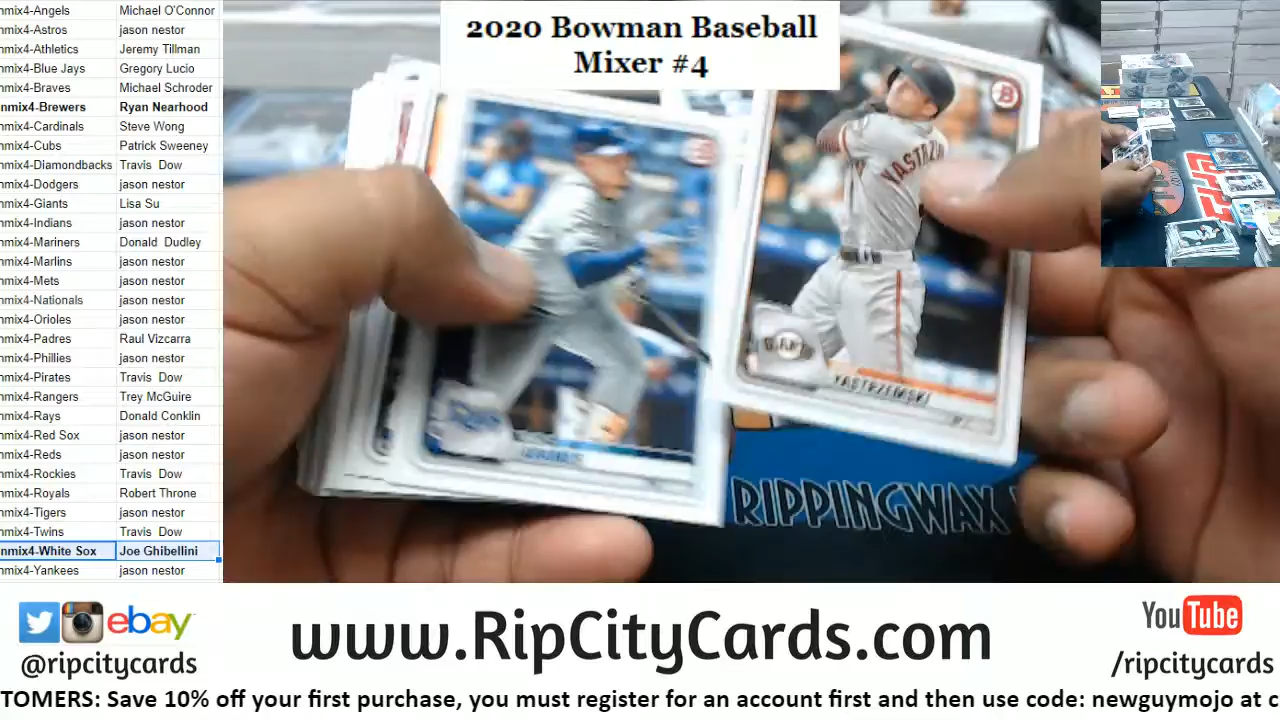 2020 Bowman Baseball
Mixer #4
nmix4-Angels Michael O'Connor
nmix4-Astros jason nestor
nmix4-Athletics Jeremy Tillman
nmix4-Blue Jays Gregory Lucio
nmix4-Braves Michael Schroder
nmix4-Brewers Ryan Nearhood
nmix4-Cardinals Steve Wong
nmix4-Cubs Patrick Sweeney
nmix4-Diamondbacks Travis Dow
nmix4-Dodgers jason nestor
nmix4-Giants Lisa Su
nmix4-Indians jason nestor
nmix4-Mariners Donald Dudley
nmix4-Marlins jason nestor
nmix4-Mets jason nestor
nmix4-Nationals jason nestor
nmix4-Orioles jason nestor
nmix4-Padres Raul Vizcarra
nmix4-Phillies jason nestor
nmix4-Pirates Travis Dow
nmix4-Rangers Trey McGuire
nmix4-Rays Donald Conklin
nmix4-Red Sox jason nestor
nmix4-Reds jason nestor
nmix4-Rockies Travis Dow
nmix4-Royals Robert Throne
nmix4-Tigers jason nestor
nmix4-Twins Travis Dow
nmix4-White Sox Joe Ghibellini
nmix4-Yankees jason nestor
B
YASTRZ
GIANTS
YASTRZEMSKI
RIPPINGWAX
ebay
@ripcitycards
www.RipCityCards.com
YouTube
/ripcitycards
TOMERS: Save 10% off your first purchase, you must register for an account first and then use code: newguymojo at c